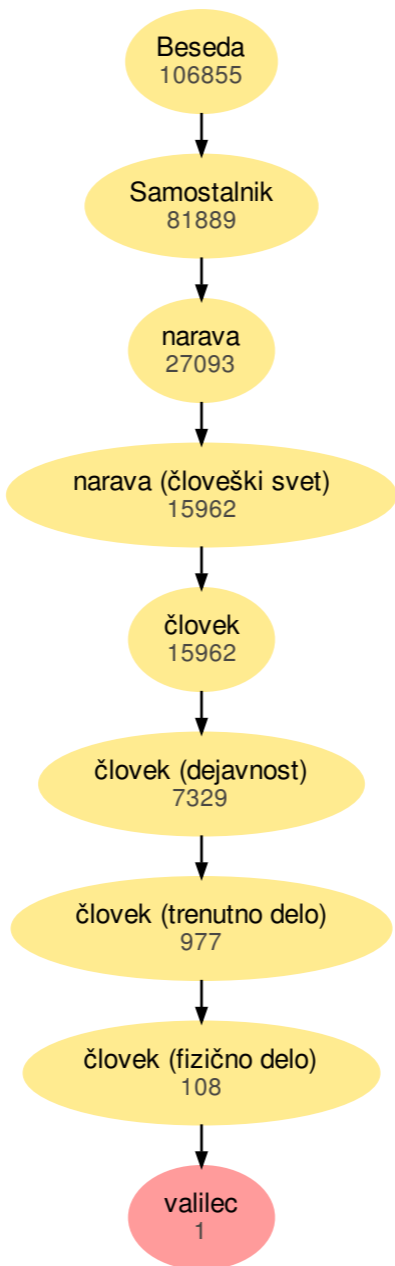 Beseda
106855
Samostalnik
81889
narava
27093
narava (človeški svet)
15962
človek
15962
človek (dejavnost)
7329
človek (trenutno delo)
977
človek (fizično delo)
108
valilec
1